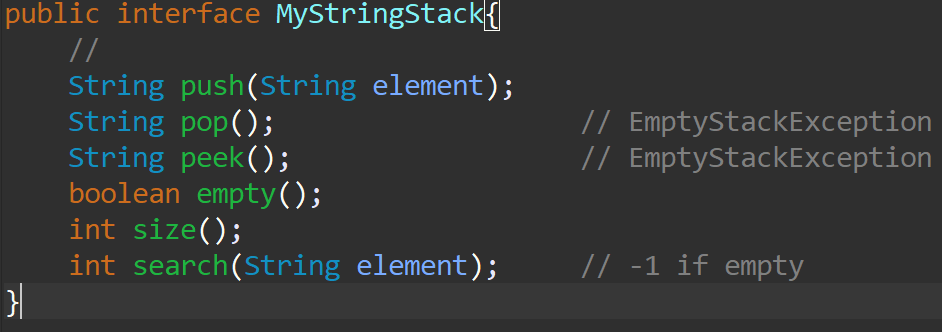 public interface MyStringStack{
//
String push(String element);
String pop(); // EmptyStackException
String peek(); // EmptyStackException
boolean empty();
int size();
int search(String element); // -1 if empty
}